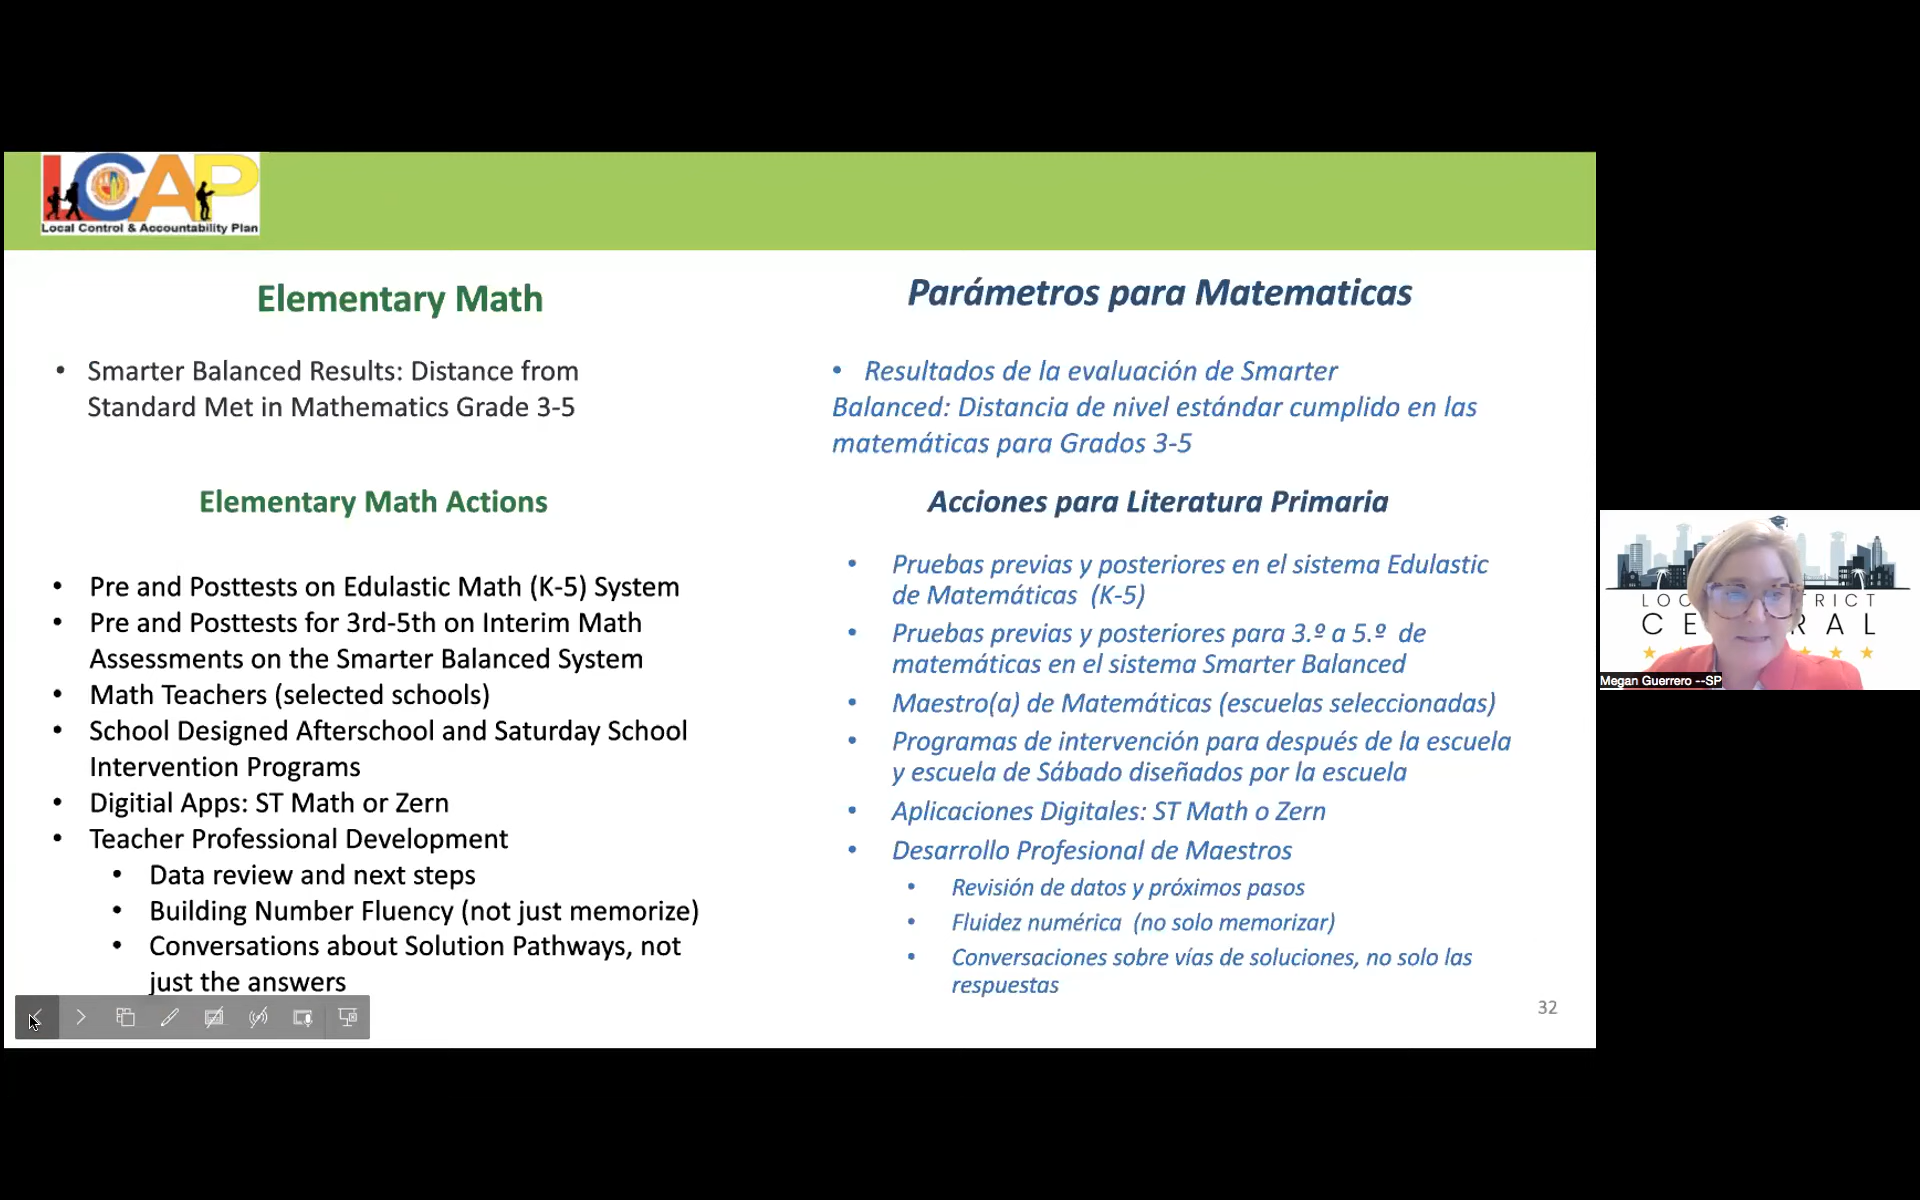 LCAP
Local Control & Accountability Plan
Elementary Math
• Smarter Balanced Results: Distance from
Standard Met in Mathematics Grade 3-5
Elementary Math Actions
• Pre and Posttests on Edulastic Math (K-5) System
• Pre and Posttests for 3rd-5th on Interim Math
Assessments on the Smarter Balanced System
• Math Teachers (selected schools)
• School Designed Afterschool and Saturday School
Intervention Programs
• Digitial Apps: ST Math or Zern
• Teacher Professional Development
• Data review and next steps
• Building Number Fluency (not just memorize)
• Conversations about Solution Pathways, not
just the answers
Parámetros para Matematicas
• Resultados de la evaluación de Smarter
Balanced: Distancia de nivel estándar cumplido en las
matemáticas para Grados 3-5
Acciones para Literatura Primaria
• Pruebas previas y posteriores en el sistema Edulastic
de Matemáticas (K-5)
• Pruebas previas y posteriores para 3.º a 5.º de
matemáticas en el sistema Smarter Balanced
• Maestro(a) de Matemáticas (escuelas seleccionadas)
• Programas de intervención para después de la escuela
y escuela de Sábado diseñados por la escuela
• Aplicaciones Digitales: ST Math o Zern
• Desarrollo Profesional de Maestros
• Revisión de datos y próximos pasos
• Fluidez numérica (no solo memorizar)
• Conversaciones sobre vías de soluciones, no solo las
respuestas
32
LOC TRICT
CE RAL
Megan Guerrero --SP